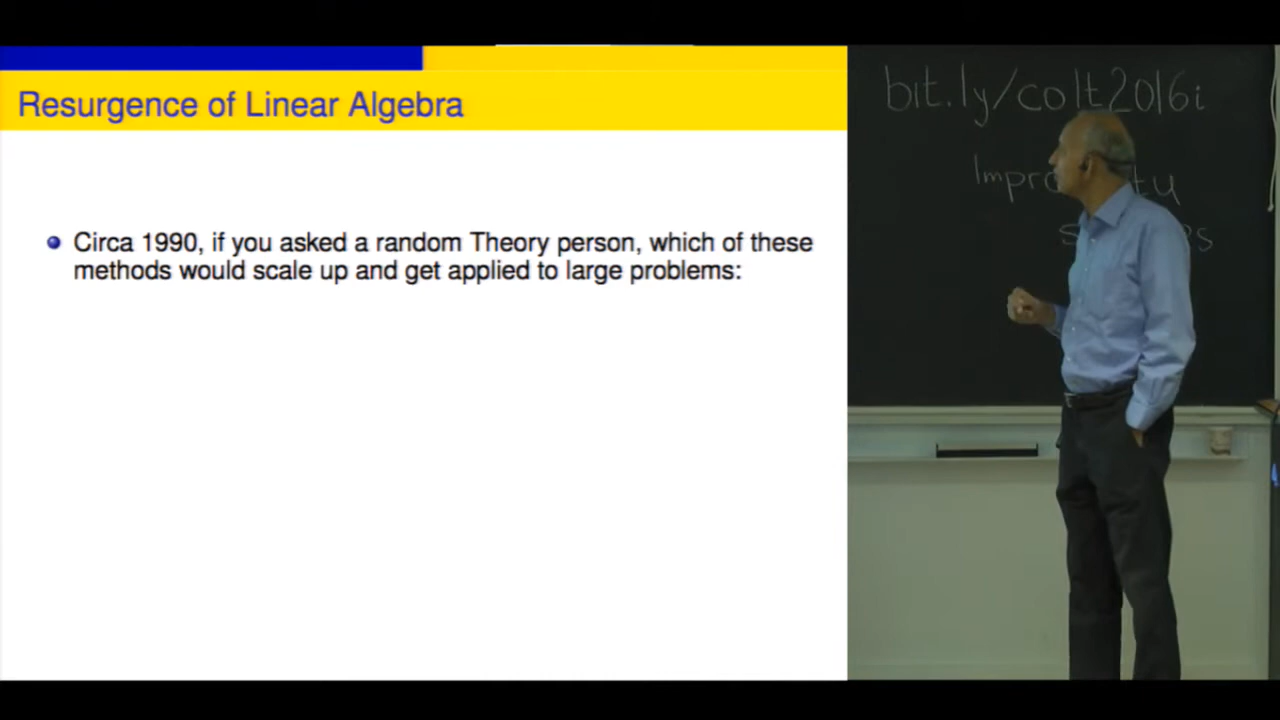 Resurgence of Linear Algebra
Circa 1990, if you asked a random Theory person, which of these
methods would scale up and get applied to large problems:
bit.ly/colt2016i